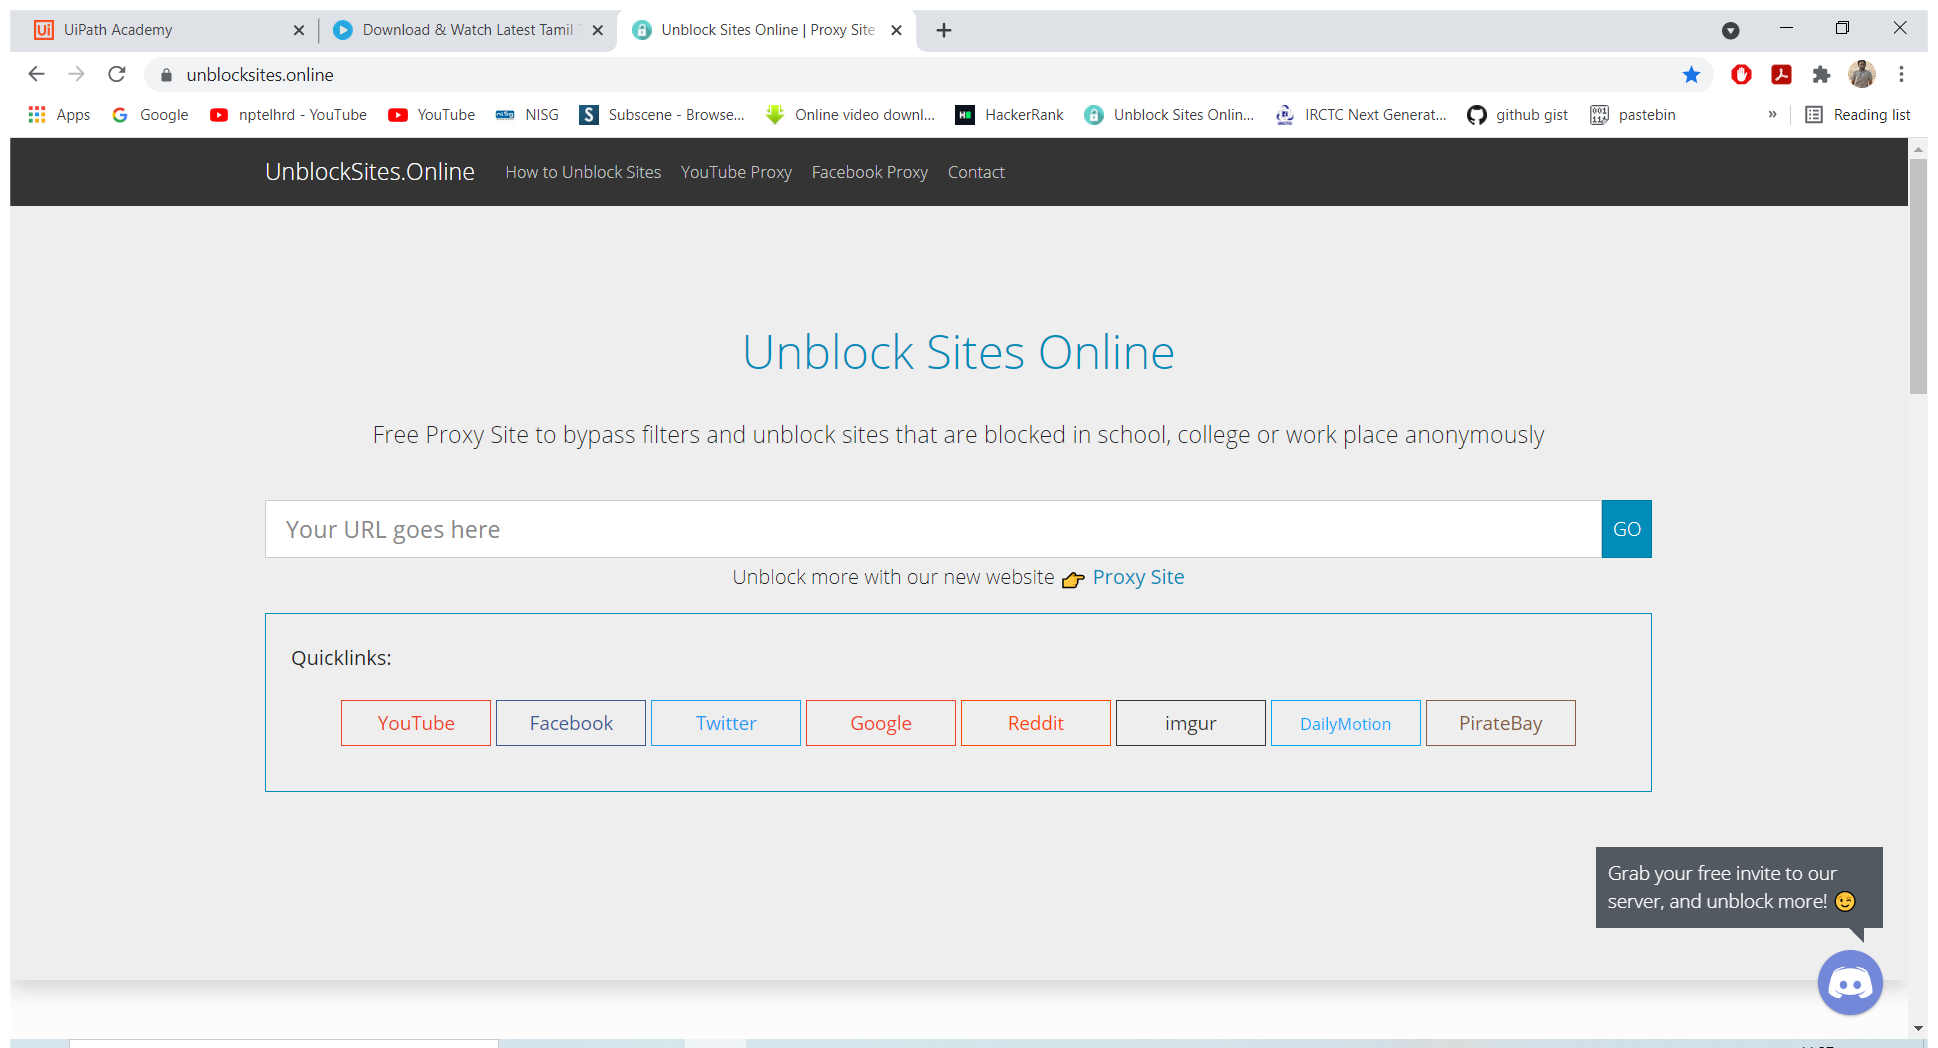 UiPath Academy
Download & Watch Latest Tamil
Unblock Sites Online | Proxy Site
unblocksites.online
Apps
Google
nptelhrd - YouTube
YouTube
NISG
Subscene - Browse...
Online video downl...
HackerRank
Unblock Sites Onlin...
IRCTC Next Generat...
github gist
pastebin
»
Reading list
UnblockSites.Online
How to Unblock Sites
YouTube Proxy
Facebook Proxy
Contact
Unblock Sites Online
Free Proxy Site to bypass filters and unblock sites that are blocked in school, college or work place anonymously
Your URL goes here
GO
Unblock more with our new website 👉 Proxy Site
Quicklinks:
YouTube
Facebook
Twitter
Google
Reddit
imgur
DailyMotion
PirateBay
Grab your free invite to our
server, and unblock more! 😉